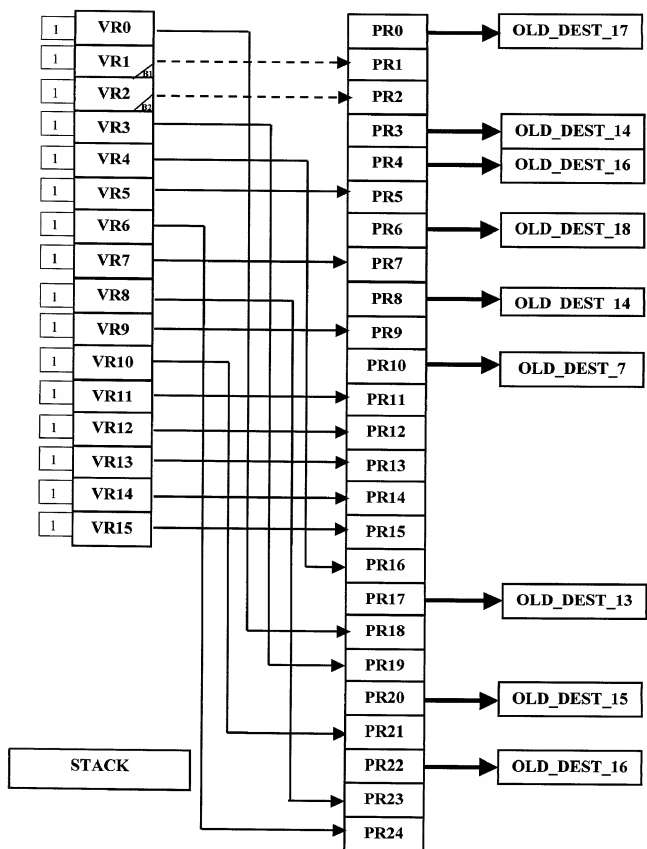 1 VR0 PR0 OLD_DEST_17
1 VR1 B1 PR1
1 VR2 B2 PR2
1 VR3 PR3 OLD_DEST_14
1 VR4 PR4 OLD_DEST_16
1 VR5 PR5
1 VR6 PR6 OLD_DEST_18
1 VR7 PR7
1 VR8 PR8 OLD DEST 14
1 VR9 PR9
1 VR10 PR10 OLD_DEST_7
1 VR11 PR11
1 VR12 PR12
1 VR13 PR13
1 VR14 PR14
1 VR15 PR15
PR16
PR17 OLD_DEST_13
PR18
PR19
PR20 OLD_DEST_15
PR21
STACK PR22 OLD_DEST_16
PR23
PR24